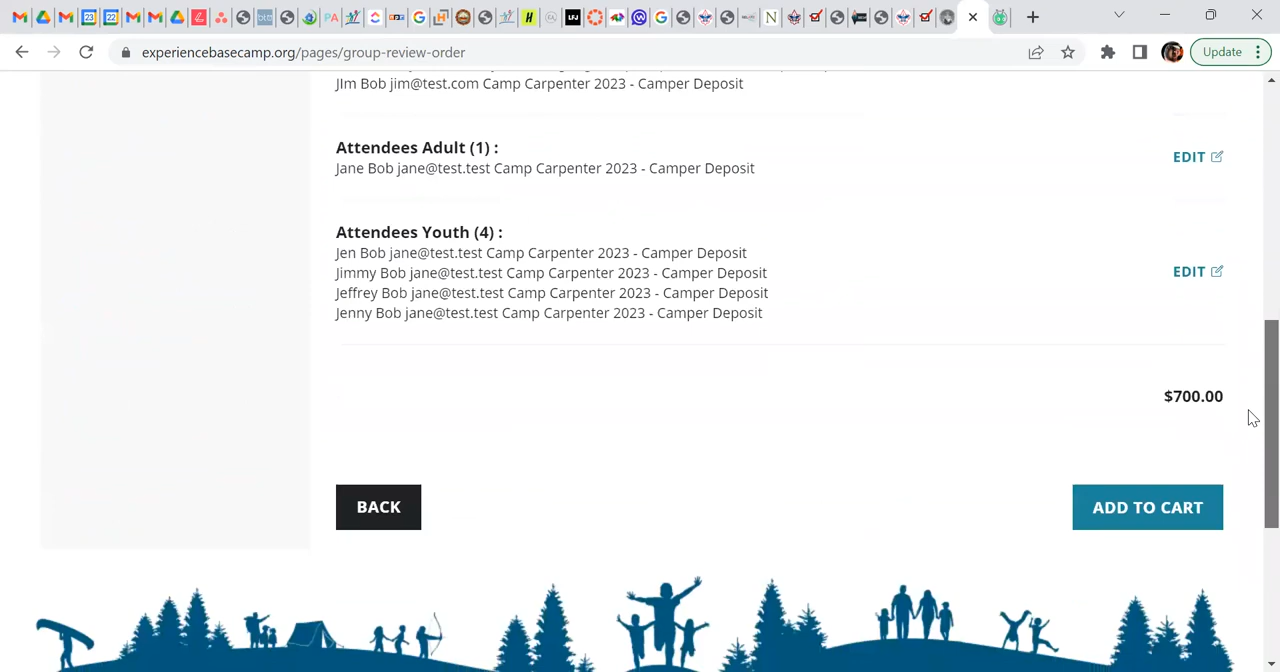 experiencebasecamp.org/pages/group-review-order
Update
JIm Bob jim@test.com Camp Carpenter 2023 - Camper Deposit
Attendees Adult (1) :
Jane Bob jane@test.test Camp Carpenter 2023 - Camper Deposit
EDIT
Attendees Youth (4) :
Jen Bob jane@test.test Camp Carpenter 2023 - Camper Deposit
Jimmy Bob jane@test.test Camp Carpenter 2023 - Camper Deposit
EDIT
Jeffrey Bob jane@test.test Camp Carpenter 2023 - Camper Deposit
Jenny Bob jane@test.test Camp Carpenter 2023 - Camper Deposit
$700.00
BACK
ADD TO CART